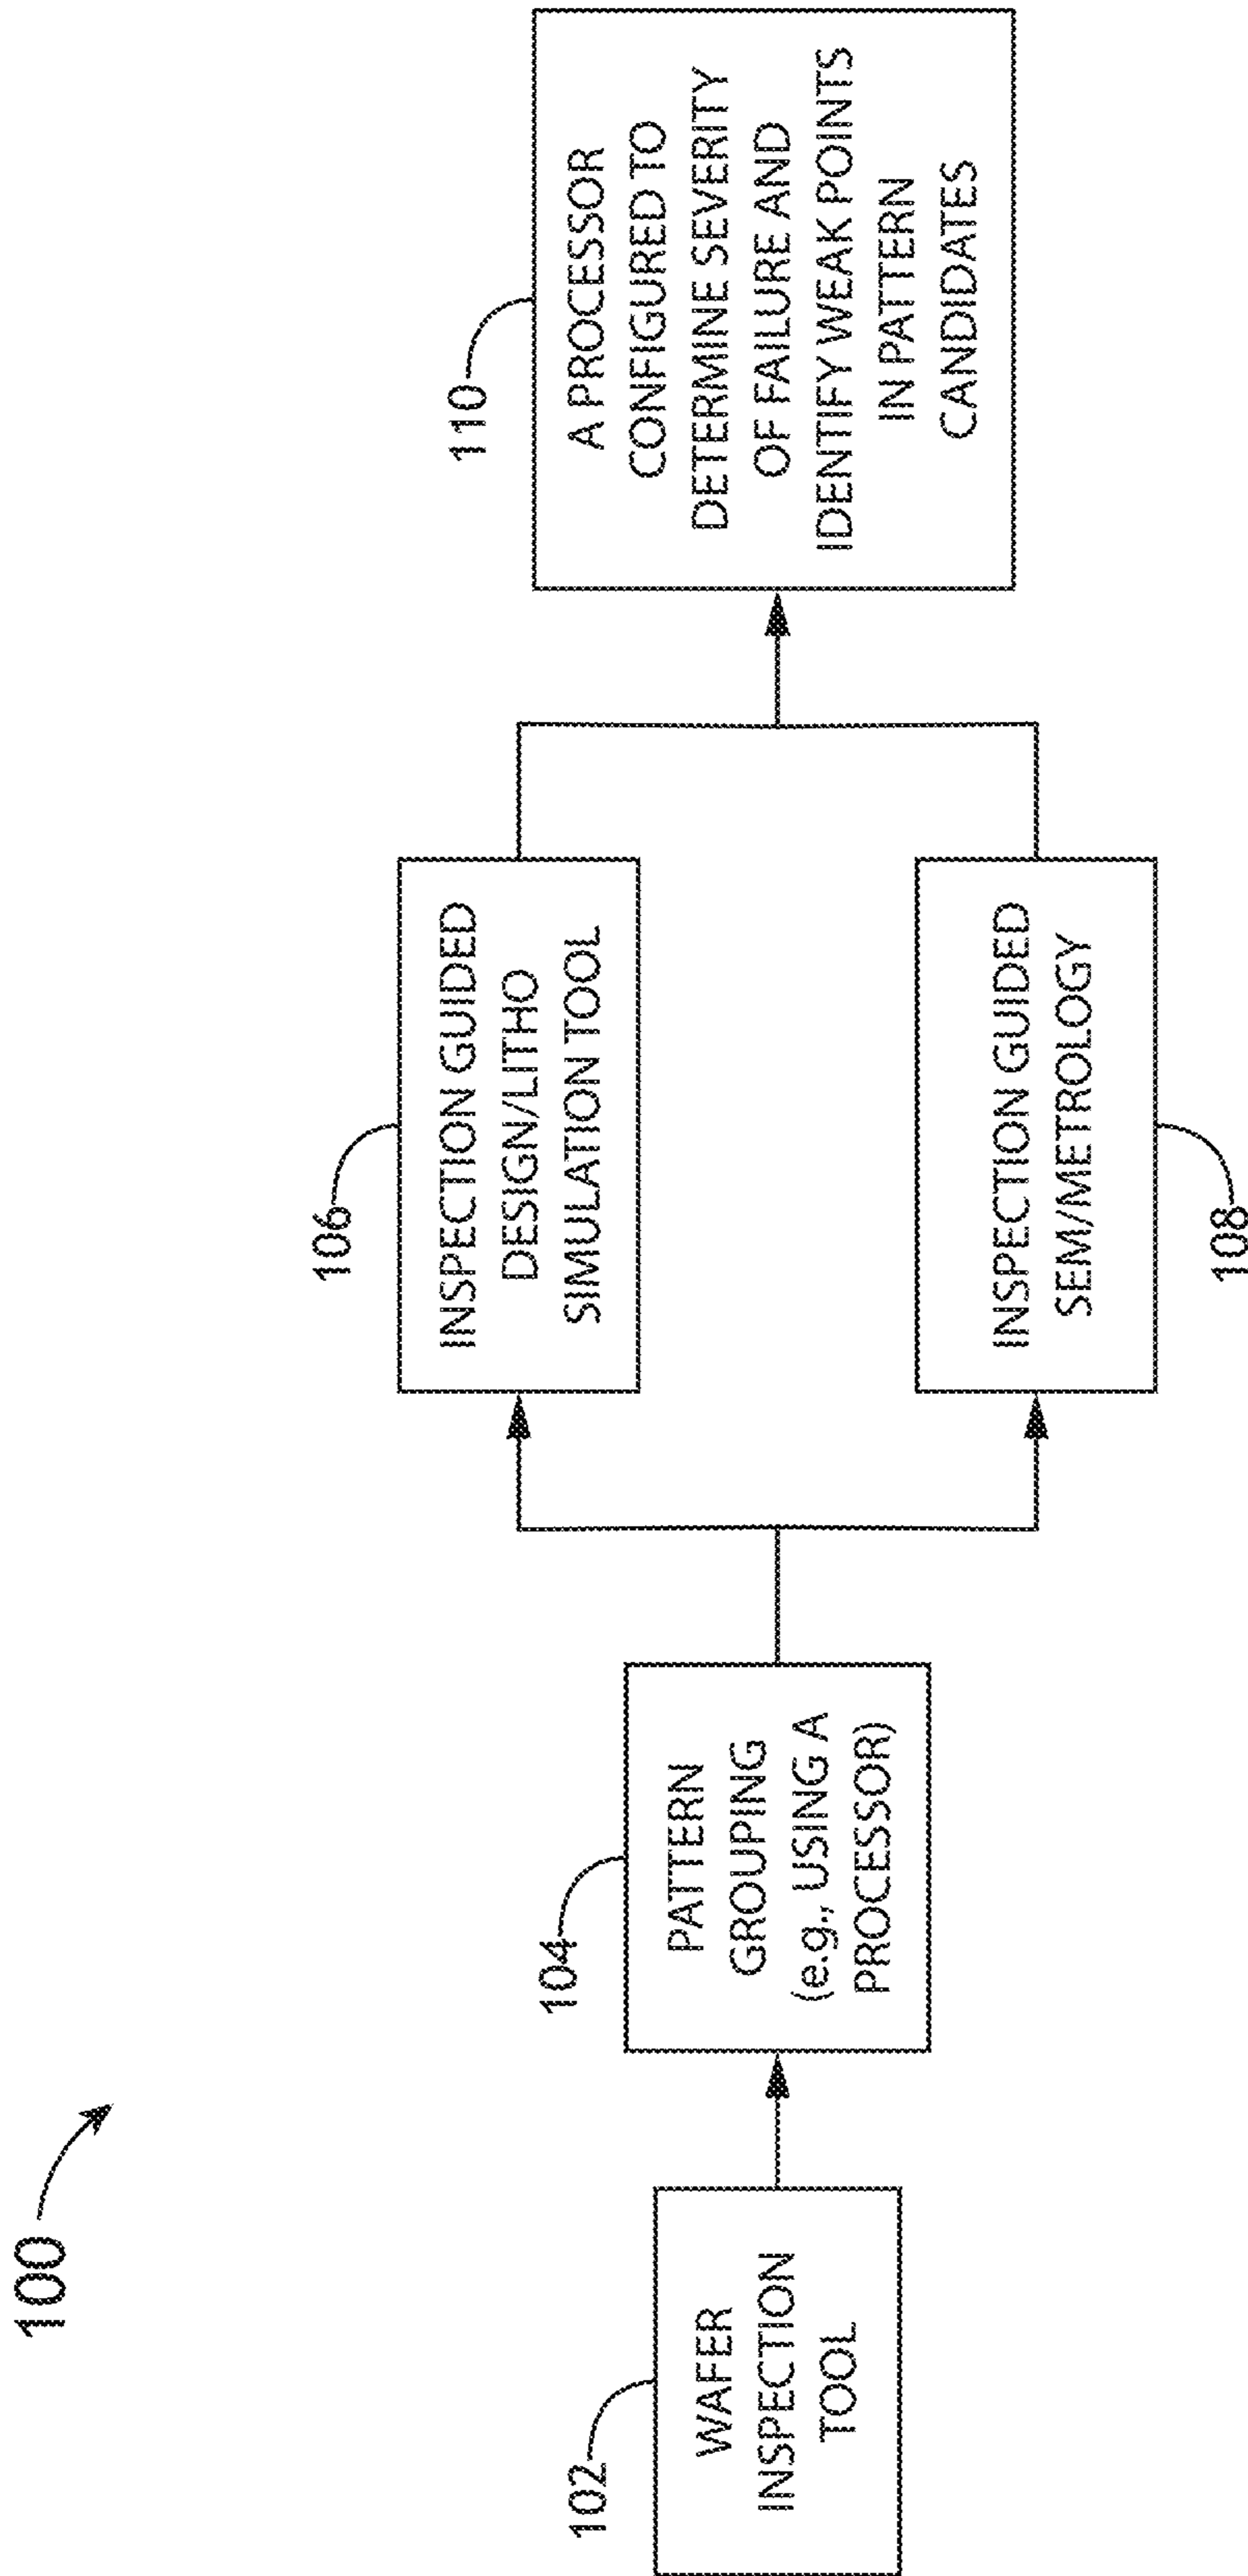 100
102
WAFER
INSPECTION
TOOL
104
PATTERN
GROUPING
(e.g., USING A
PROCESSOR)
106
INSPECTION GUIDED
DESIGN/LITHO
SIMULATION TOOL
108
INSPECTION GUIDED
SEM/METROLOGY
110
A PROCESSOR
CONFIGURED TO
DETERMINE SEVERITY
OF FAILURE AND
IDENTIFY WEAK POINTS
IN PATTERN
CANDIDATES